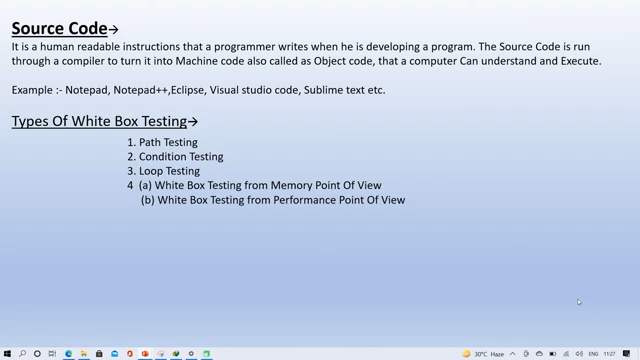 Source Code→
It is a human readable instructions that a programmer writes when he is developing a program. The Source Code is run
through a compiler to turn it into Machine code also called as Object code, that a computer Can understand and Execute.
Example :- Notepad, Notepad++,Eclipse, Visual studio code, Sublime text etc.
Types Of White Box Testing→
1. Path Testing
2. Condition Testing
3. Loop Testing
4 (a) White Box Testing from Memory Point Of View
(b) White Box Testing from Performance Point Of View
30°C Haze ENG 11:27